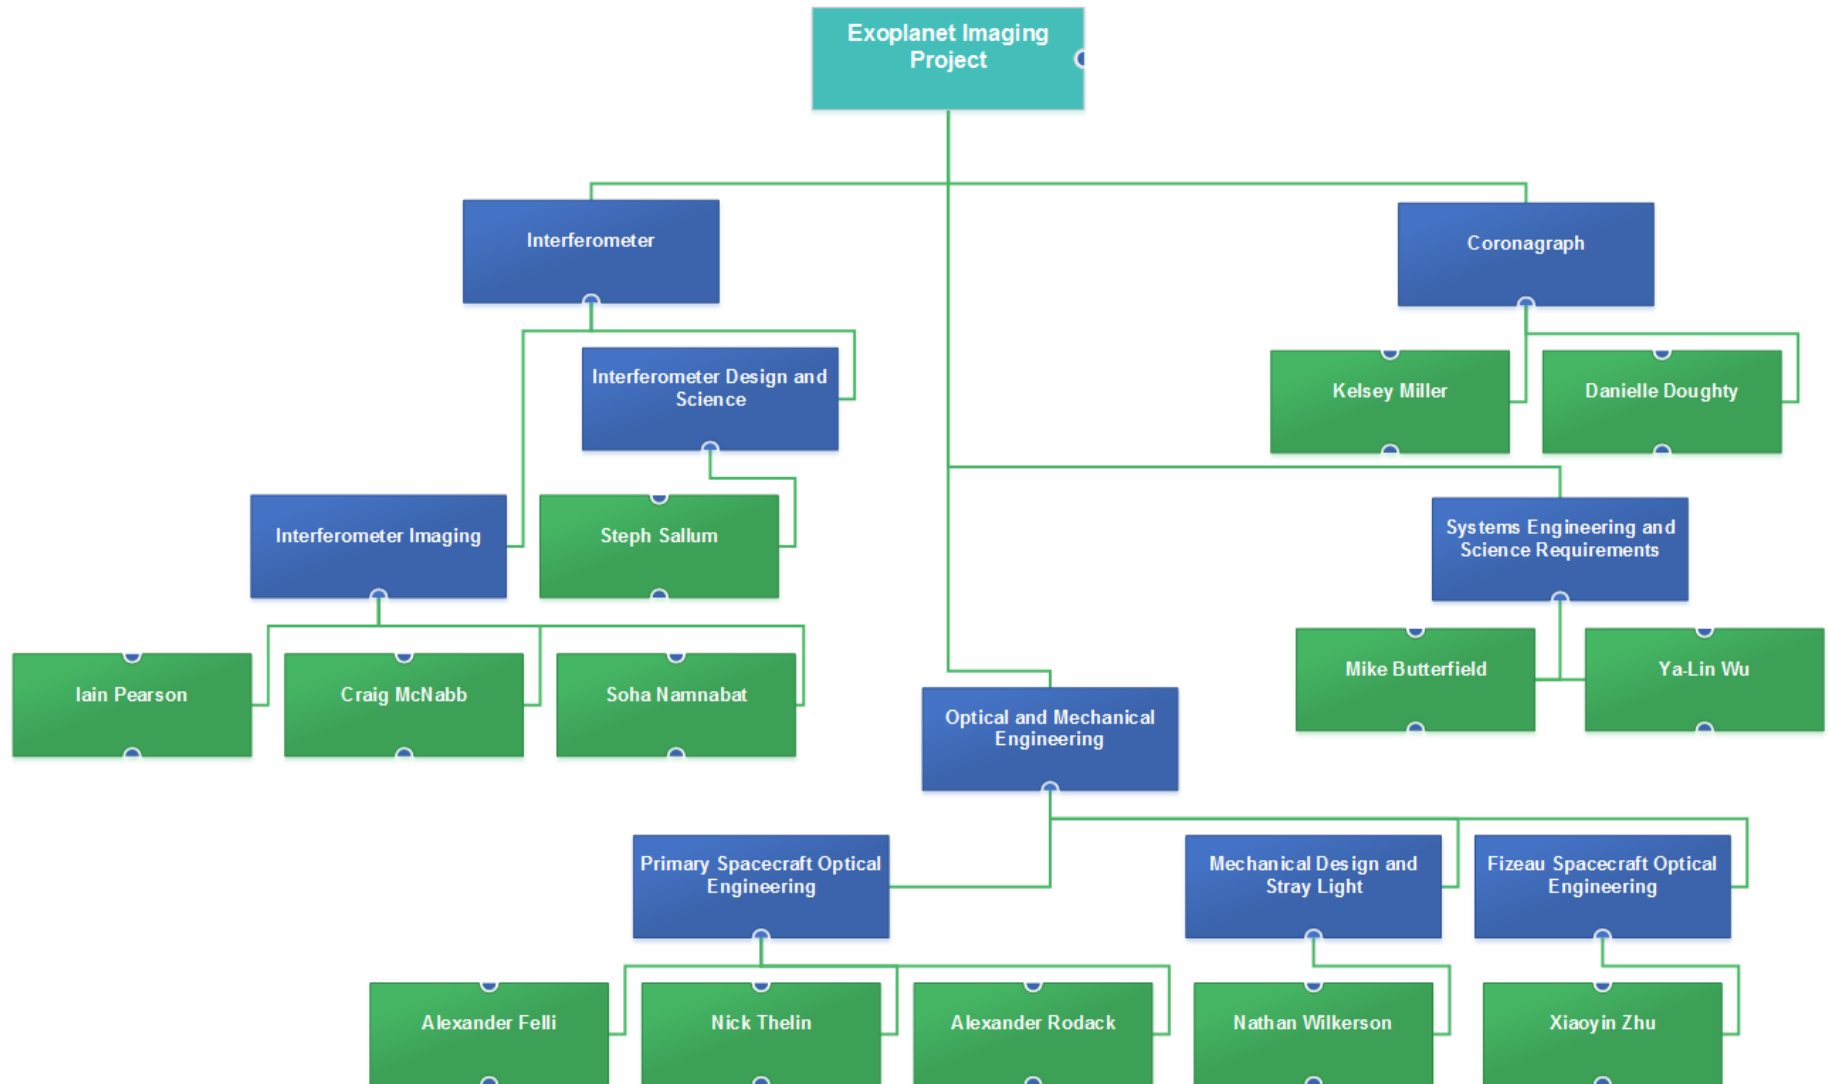 Exoplanet Imaging
Project
Interferometer
Coronagraph
Interferometer Design and
Science
Kelsey Miller
Danielle Doughty
Interferometer Imaging
Steph Sallum
Systems Engineering and
Science Requirements
Iain Pearson
Craig McNabb
Soha Namnabat
Mike Butterfield
Ya-Lin Wu
Optical and Mechanical
Engineering
Primary Spacecraft Optical
Engineering
Mechanical Design and
Stray Light
Fizeau Spacecraft Optical
Engineering
Alexander Felli
Nick Thelin
Alexander Rodack
Nathan Wilkerson
Xiaoyin Zhu